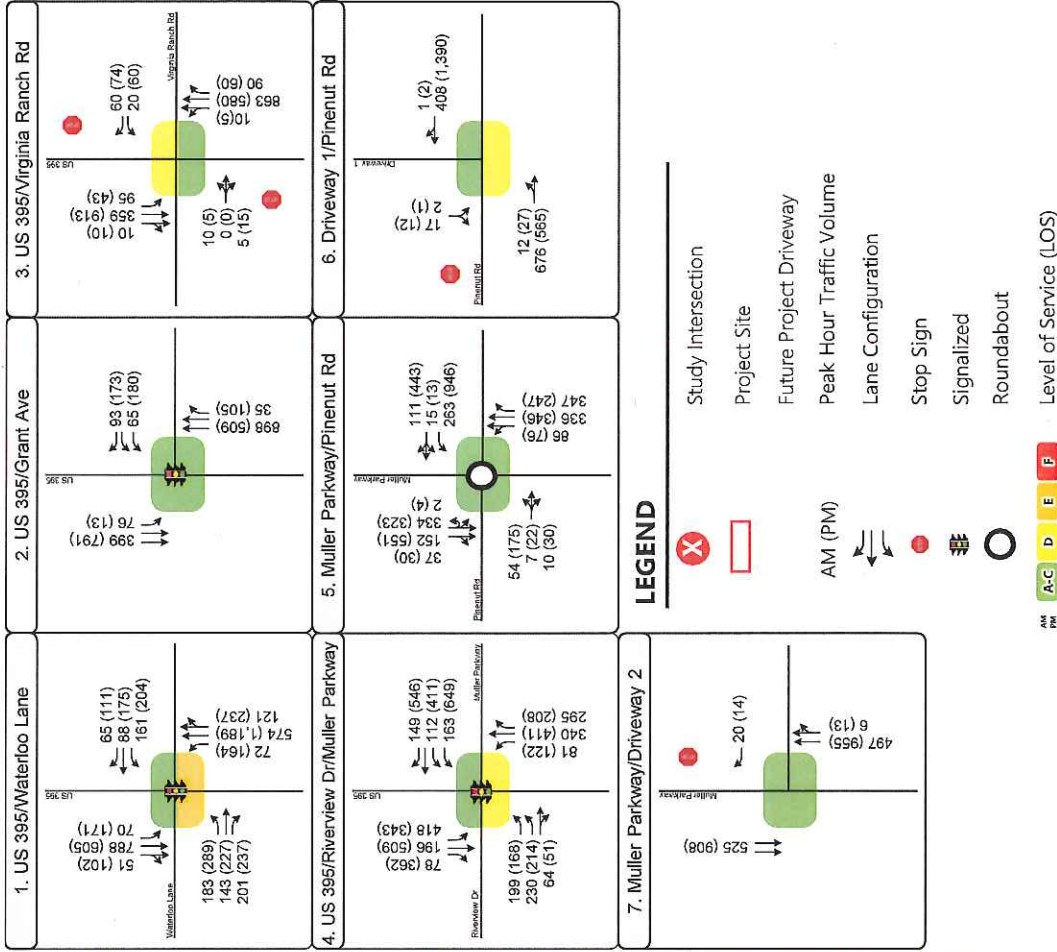 1. US 395/Waterloo Lane
US 395
Waterloo Lane
51 (102)
788 (605)
70 (171)
65 (111)
88 (175)
161 (204)
183 (289)
143 (227)
201 (237)
72 (164)
574 (1,189)
121 (237)
2. US 395/Grant Ave
US 395
399 (791)
76 (13)
93 (173)
65 (180)
898 (509)
35 (105)
3. US 395/Virginia Ranch Rd
US 395
Virginia Ranch Rd
10 (10)
359 (913)
95 (43)
60 (74)
20 (60)
10 (5)
0 (0)
5 (15)
10(5)
863 (580)
90 (60)
4. US 395/Riverview Dr/Muller Parkway
US 395
Riverview Dr
Muller Parkway
78 (362)
196 (509)
418 (343)
149 (546)
112 (411)
163 (649)
199 (168)
230 (214)
64 (51)
81 (122)
340 (411)
295 (208)
5. Muller Parkway/Pinenut Rd
Muller Parkway
Pinenut Rd
37 (30)
152 (551)
334 (323)
2 (4)
111 (443)
15 (13)
263 (946)
54 (175)
7 (22)
10 (30)
86 (76)
336 (346)
347 (247)
6. Driveway 1/Pinenut Rd
Driveway 1
Pinenut Rd
17 (12)
2 (1)
1 (2)
408 (1,390)
12 (27)
676 (565)
7. Muller Parkway/Driveway 2
Muller Parkway
525 (908)
20 (14)
497 (955)
6 (13)
LEGEND
X Study Intersection
Project Site
Future Project Driveway
AM (PM) Peak Hour Traffic Volume
Lane Configuration
Stop Sign
Signalized
Roundabout
AM
PM
A-C D E F Level of Service (LOS)